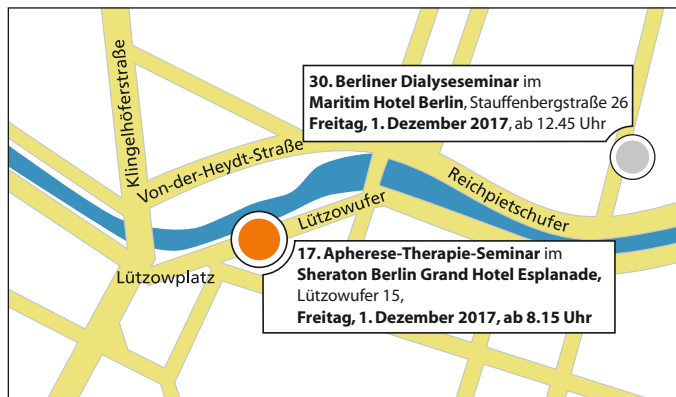 Klingelhöferstraße
Von-der-Heydt-Straße
30. Berliner Dialyseseminar im
Maritim Hotel Berlin, Stauffenbergstraße 26
Freitag, 1. Dezember 2017, ab 12.45 Uhr
Reichpietschufer
Lützowufer
Lützowplatz
17. Apherese-Therapie-Seminar im
Sheraton Berlin Grand Hotel Esplanade,
Lützowufer 15,
Freitag, 1. Dezember 2017, ab 8.15 Uhr